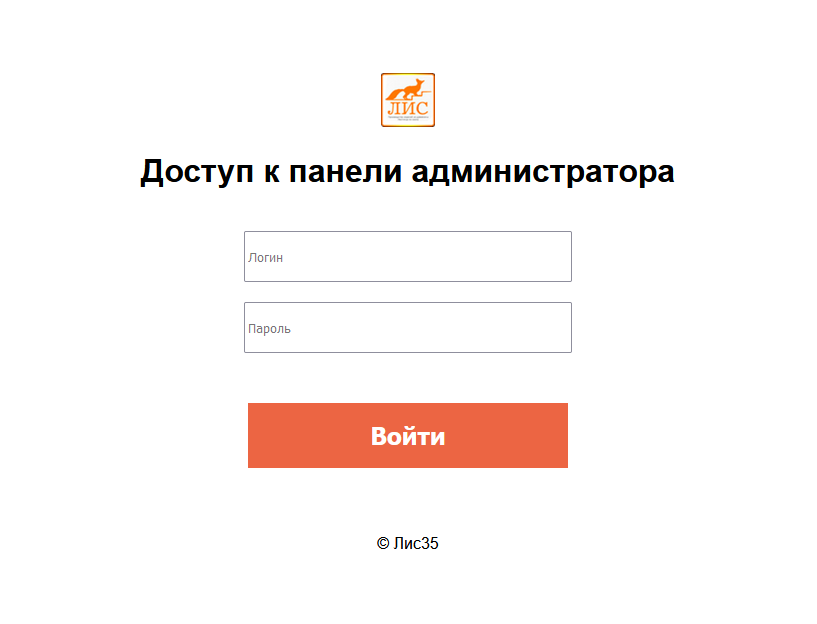 ЛИС
Доступ к панели администратора
Логин
Пароль
Войти
© Лис35